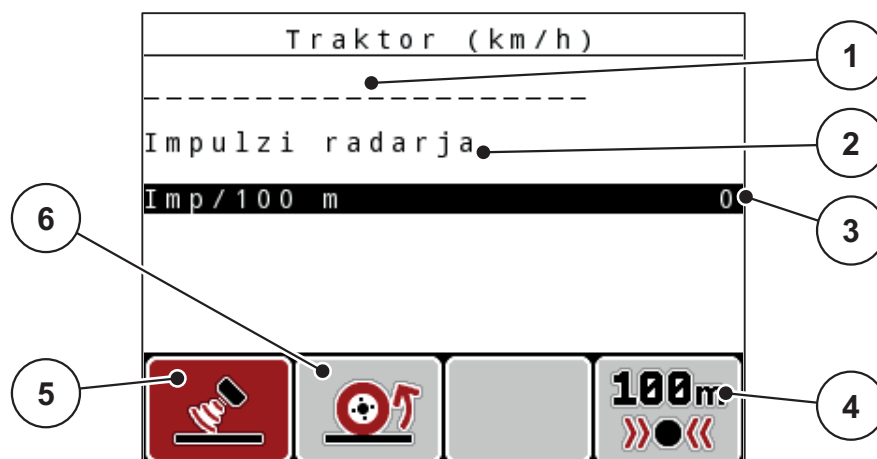 Traktor (km/h)
1
--------------------
Impulzi radarja
2
Imp/100 m 0
3
6
5
100m
4